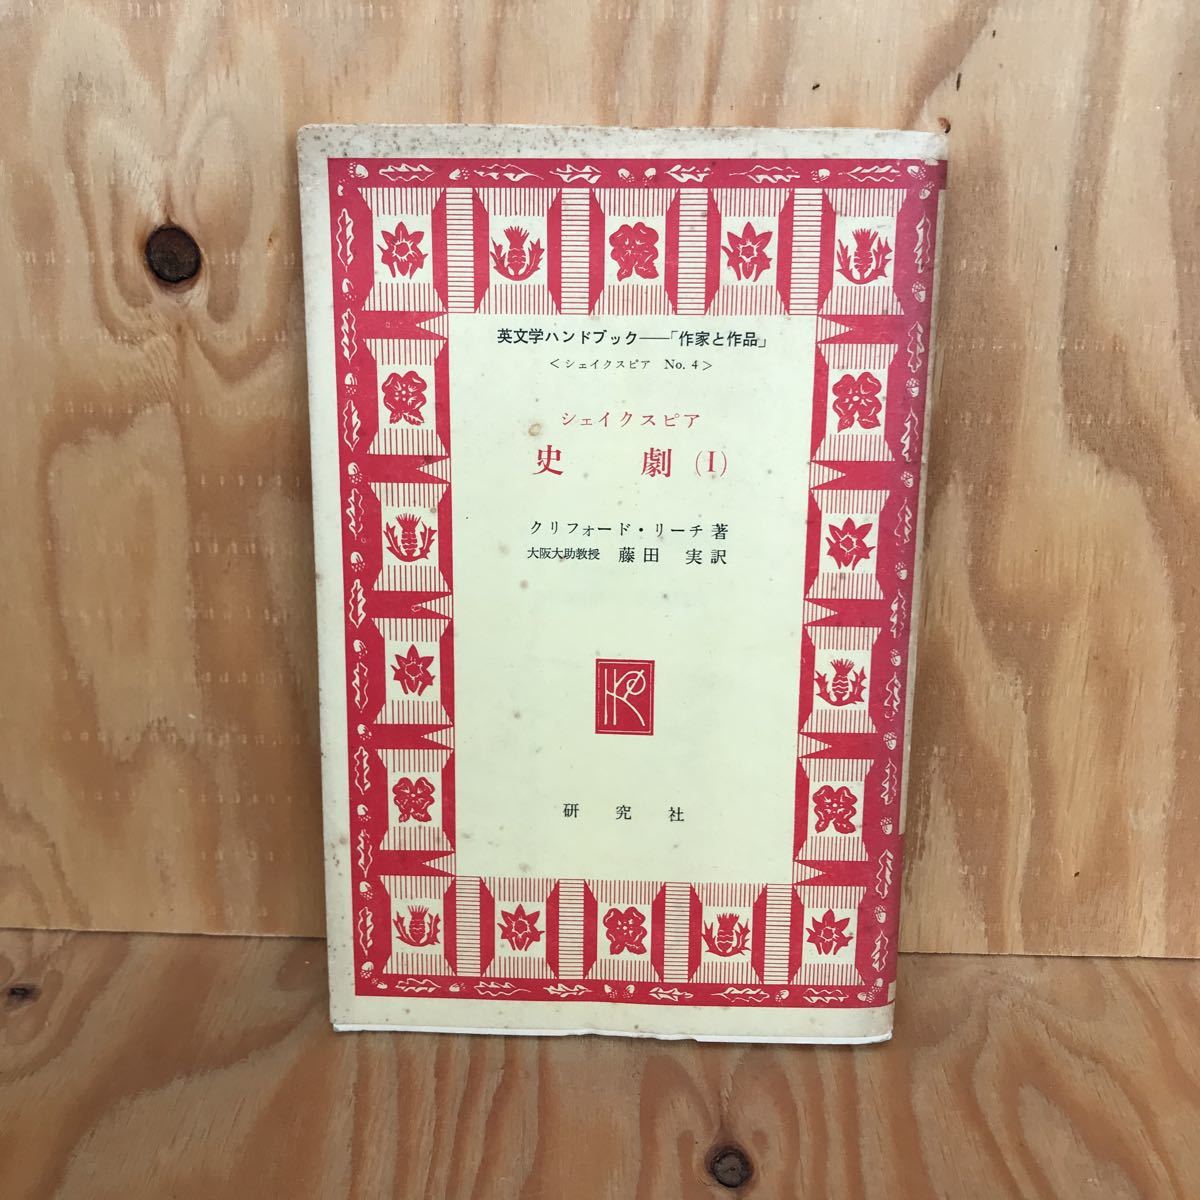 英文学ハンドブック――「作家と作品」
<シェイクスピア No. 4>
シェイクスピア
史劇 (I)
クリフォード・リーチ 著
大阪大助教授 藤田 実 訳
研究社